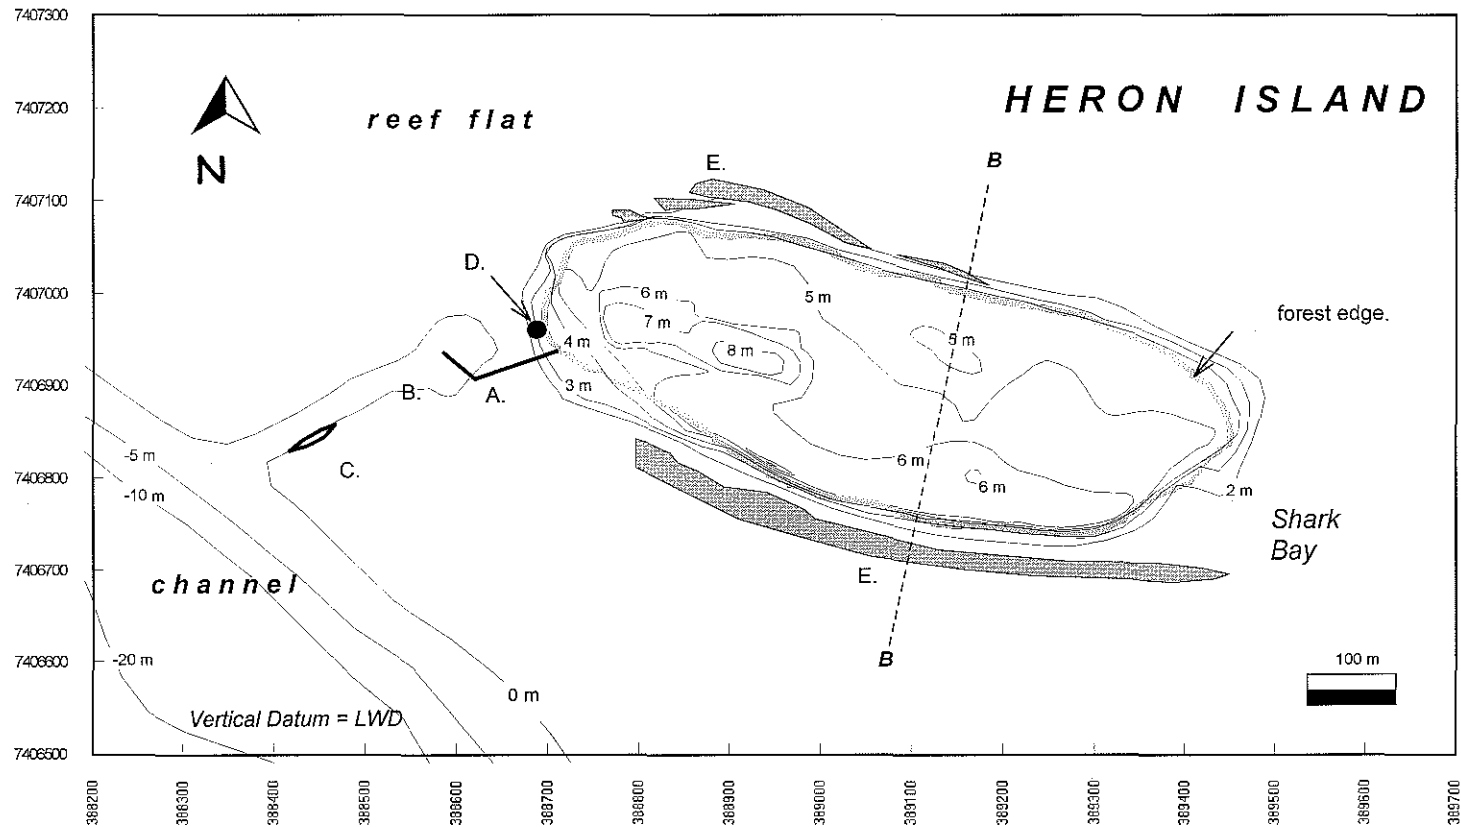 7407300
7407200
7407100
7407000
7406900
7406800
7406700
7406600
7406500
HERON ISLAND
reef flat
N
E.
B
D.
6 m
7 m
5 m
8 m
5 m
4 m
3 m
forest edge.
B.
A.
C.
-5 m
-10 m
6 m
6 m
2 m
Shark
Bay
E.
channel
B
-20 m
100 m
0 m
Vertical Datum = LWD
388200
388300
388400
388500
388600
388700
388800
388900
389000
389100
389200
389300
389400
389500
389600
389700